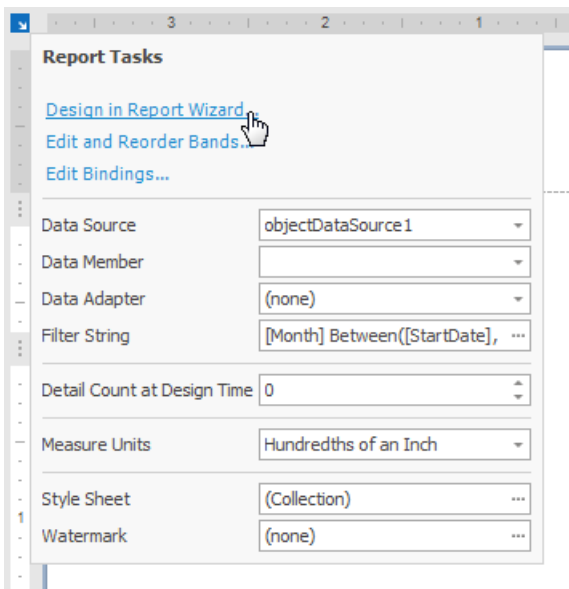 3 2 1
Report Tasks
Design in Report Wizard...
Edit and Reorder Bands...
Edit Bindings...
Data Source objectDataSource1
Data Member
Data Adapter (none)
Filter String [Month] Between([StartDate], ...
Detail Count at Design Time 0
Measure Units Hundredths of an Inch
Style Sheet (Collection) ...
1
Watermark (none) ...